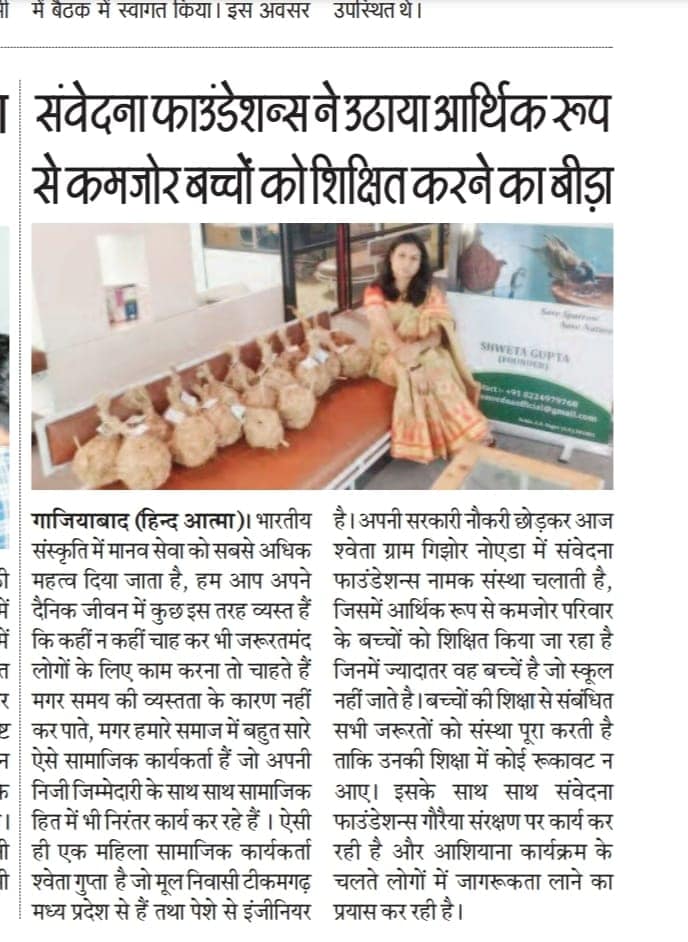 में बैठक में स्वागत किया। इस अवसर
उपस्थित थे।
संवेदना फाउंडेशन्स ने उठाया आर्थिक रूप
से कमजोर बच्चों को शिक्षित करने का बीड़ा
Save Sparrow
Save Nature
SHWETA GUPTA
(FOUNDER)
+91 8224979768
गाजियाबाद (हिन्द आत्मा)। भारतीय
संस्कृति में मानव सेवा को सबसे अधिक
महत्व दिया जाता है, हम आप अपने
दैनिक जीवन में कुछ इस तरह व्यस्त हैं
कि कहीं न कहीं चाह कर भी जरूरतमंद
लोगों के लिए काम करना तो चाहते हैं
मगर समय की व्यस्तता के कारण नहीं
कर पाते, मगर हमारे समाज में बहुत सारे
ऐसे सामाजिक कार्यकर्ता हैं जो अपनी
निजी जिम्मेदारी के साथ साथ सामाजिक
हित में भी निरंतर कार्य कर रहे हैं । ऐसी
ही एक महिला सामाजिक कार्यकर्ता
श्वेता गुप्ता है जो मूल निवासी टीकमगढ़
मध्य प्रदेश से हैं तथा पेशे से इंजीनियर
है। अपनी सरकारी नौकरी छोड़कर आज
श्वेता ग्राम गिझोर नोएडा में संवेदना
फाउंडेशन्स नामक संस्था चलाती है,
जिसमें आर्थिक रूप से कमजोर परिवार
के बच्चों को शिक्षित किया जा रहा है
जिनमें ज्यादातर वह बच्चें है जो स्कूल
नहीं जाते है। बच्चों की शिक्षा से संबंधित
सभी जरूरतों को संस्था पूरा करती है
ताकि उनकी शिक्षा में कोई रूकावट न
आए। इसके साथ साथ संवेदना
फाउंडेशन्स गौरैया संरक्षण पर कार्य कर
रही है और आशियाना कार्यक्रम के
चलते लोगों में जागरूकता लाने का
प्रयास कर रही है।